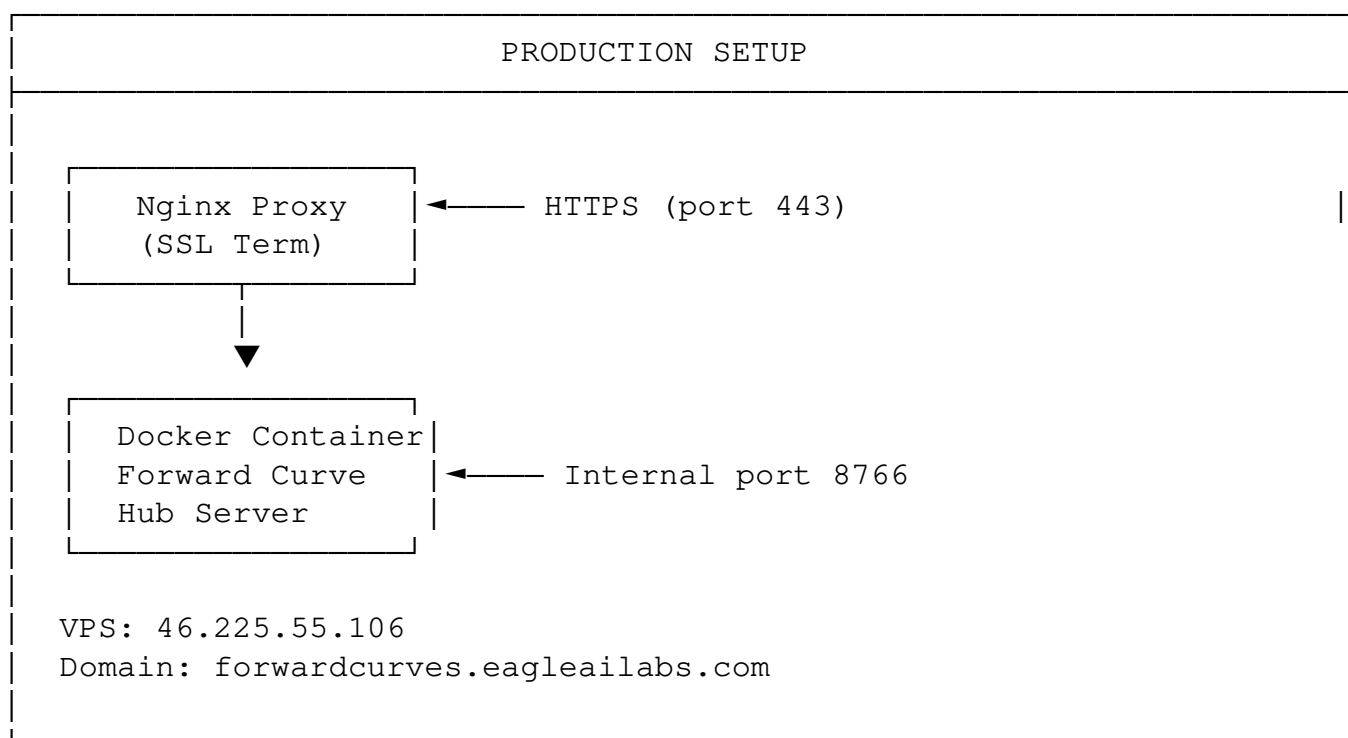 PRODUCTION SETUP
Nginx Proxy ◄──── HTTPS (port 443)
(SSL Term)
▼
Docker Container
Forward Curve ◄──── Internal port 8766
Hub Server
VPS: 46.225.55.106
Domain: forwardcurves.eagleailabs.com